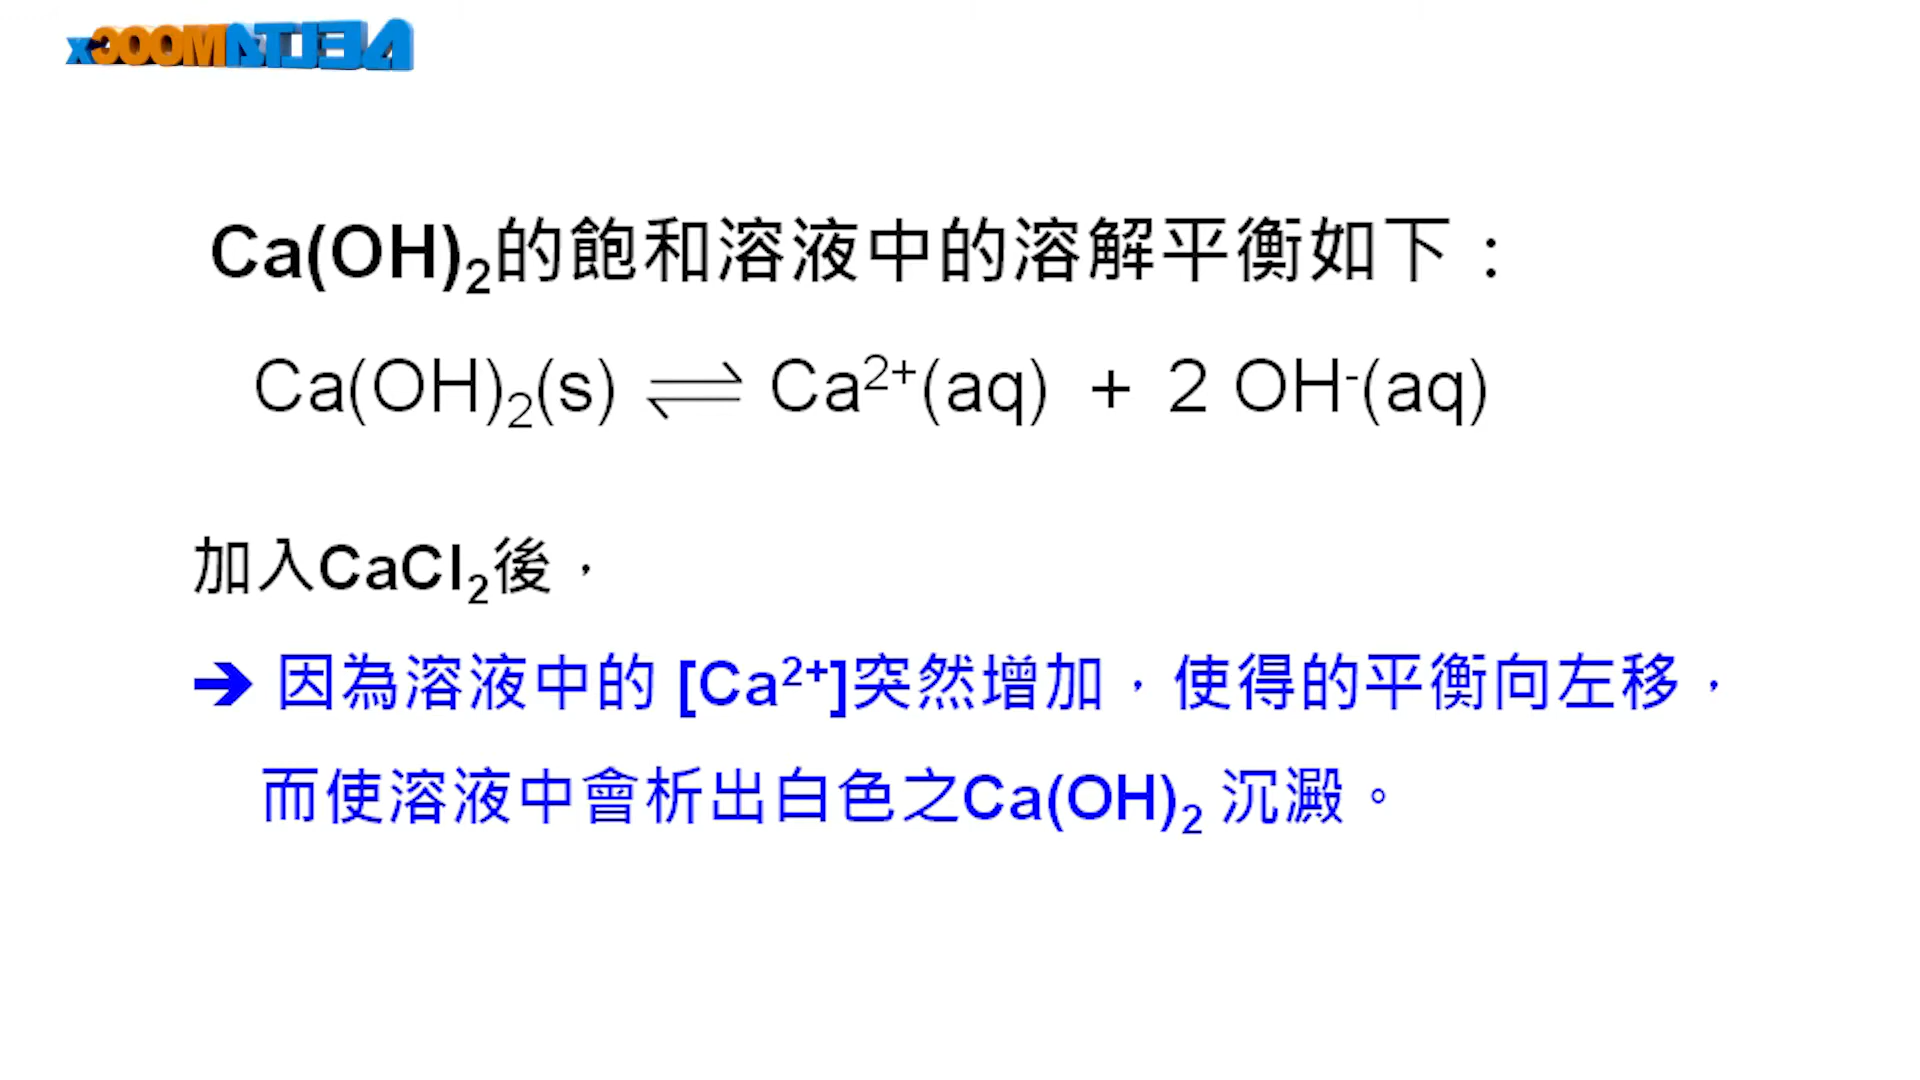 DELTAMOOCx
Ca(OH)₂的飽和溶液中的溶解平衡如下：
Ca(OH)₂(s) ⇌ Ca²⁺(aq) + 2 OH⁻(aq)
加入CaCl₂後，
➔ 因為溶液中的 [Ca²⁺]突然增加，使得的平衡向左移，
而使溶液中會析出白色之Ca(OH)₂ 沉澱。